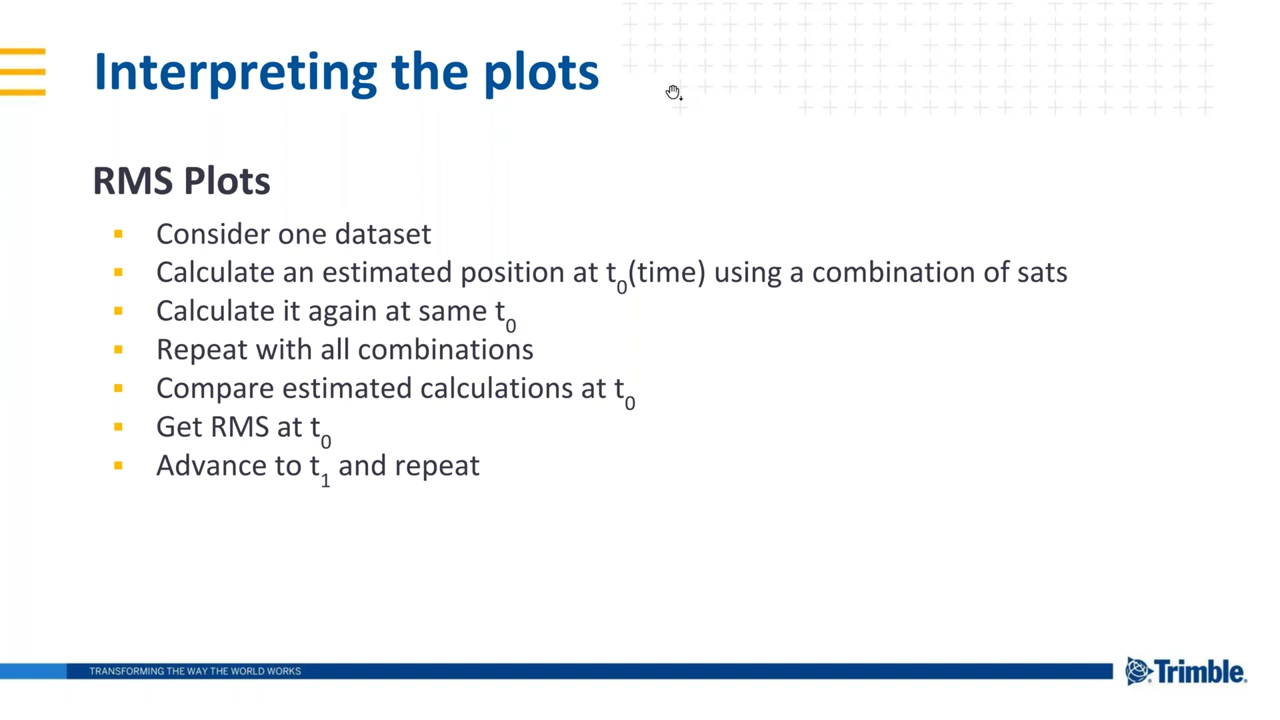 Interpreting the plots
RMS Plots
▪ Consider one dataset
▪ Calculate an estimated position at t₀(time) using a combination of sats
▪ Calculate it again at same t₀
▪ Repeat with all combinations
▪ Compare estimated calculations at t₀
▪ Get RMS at t₀
▪ Advance to t₁ and repeat
TRANSFORMING THE WAY THE WORLD WORKS
Trimble.